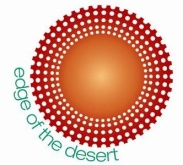 edge of the desert